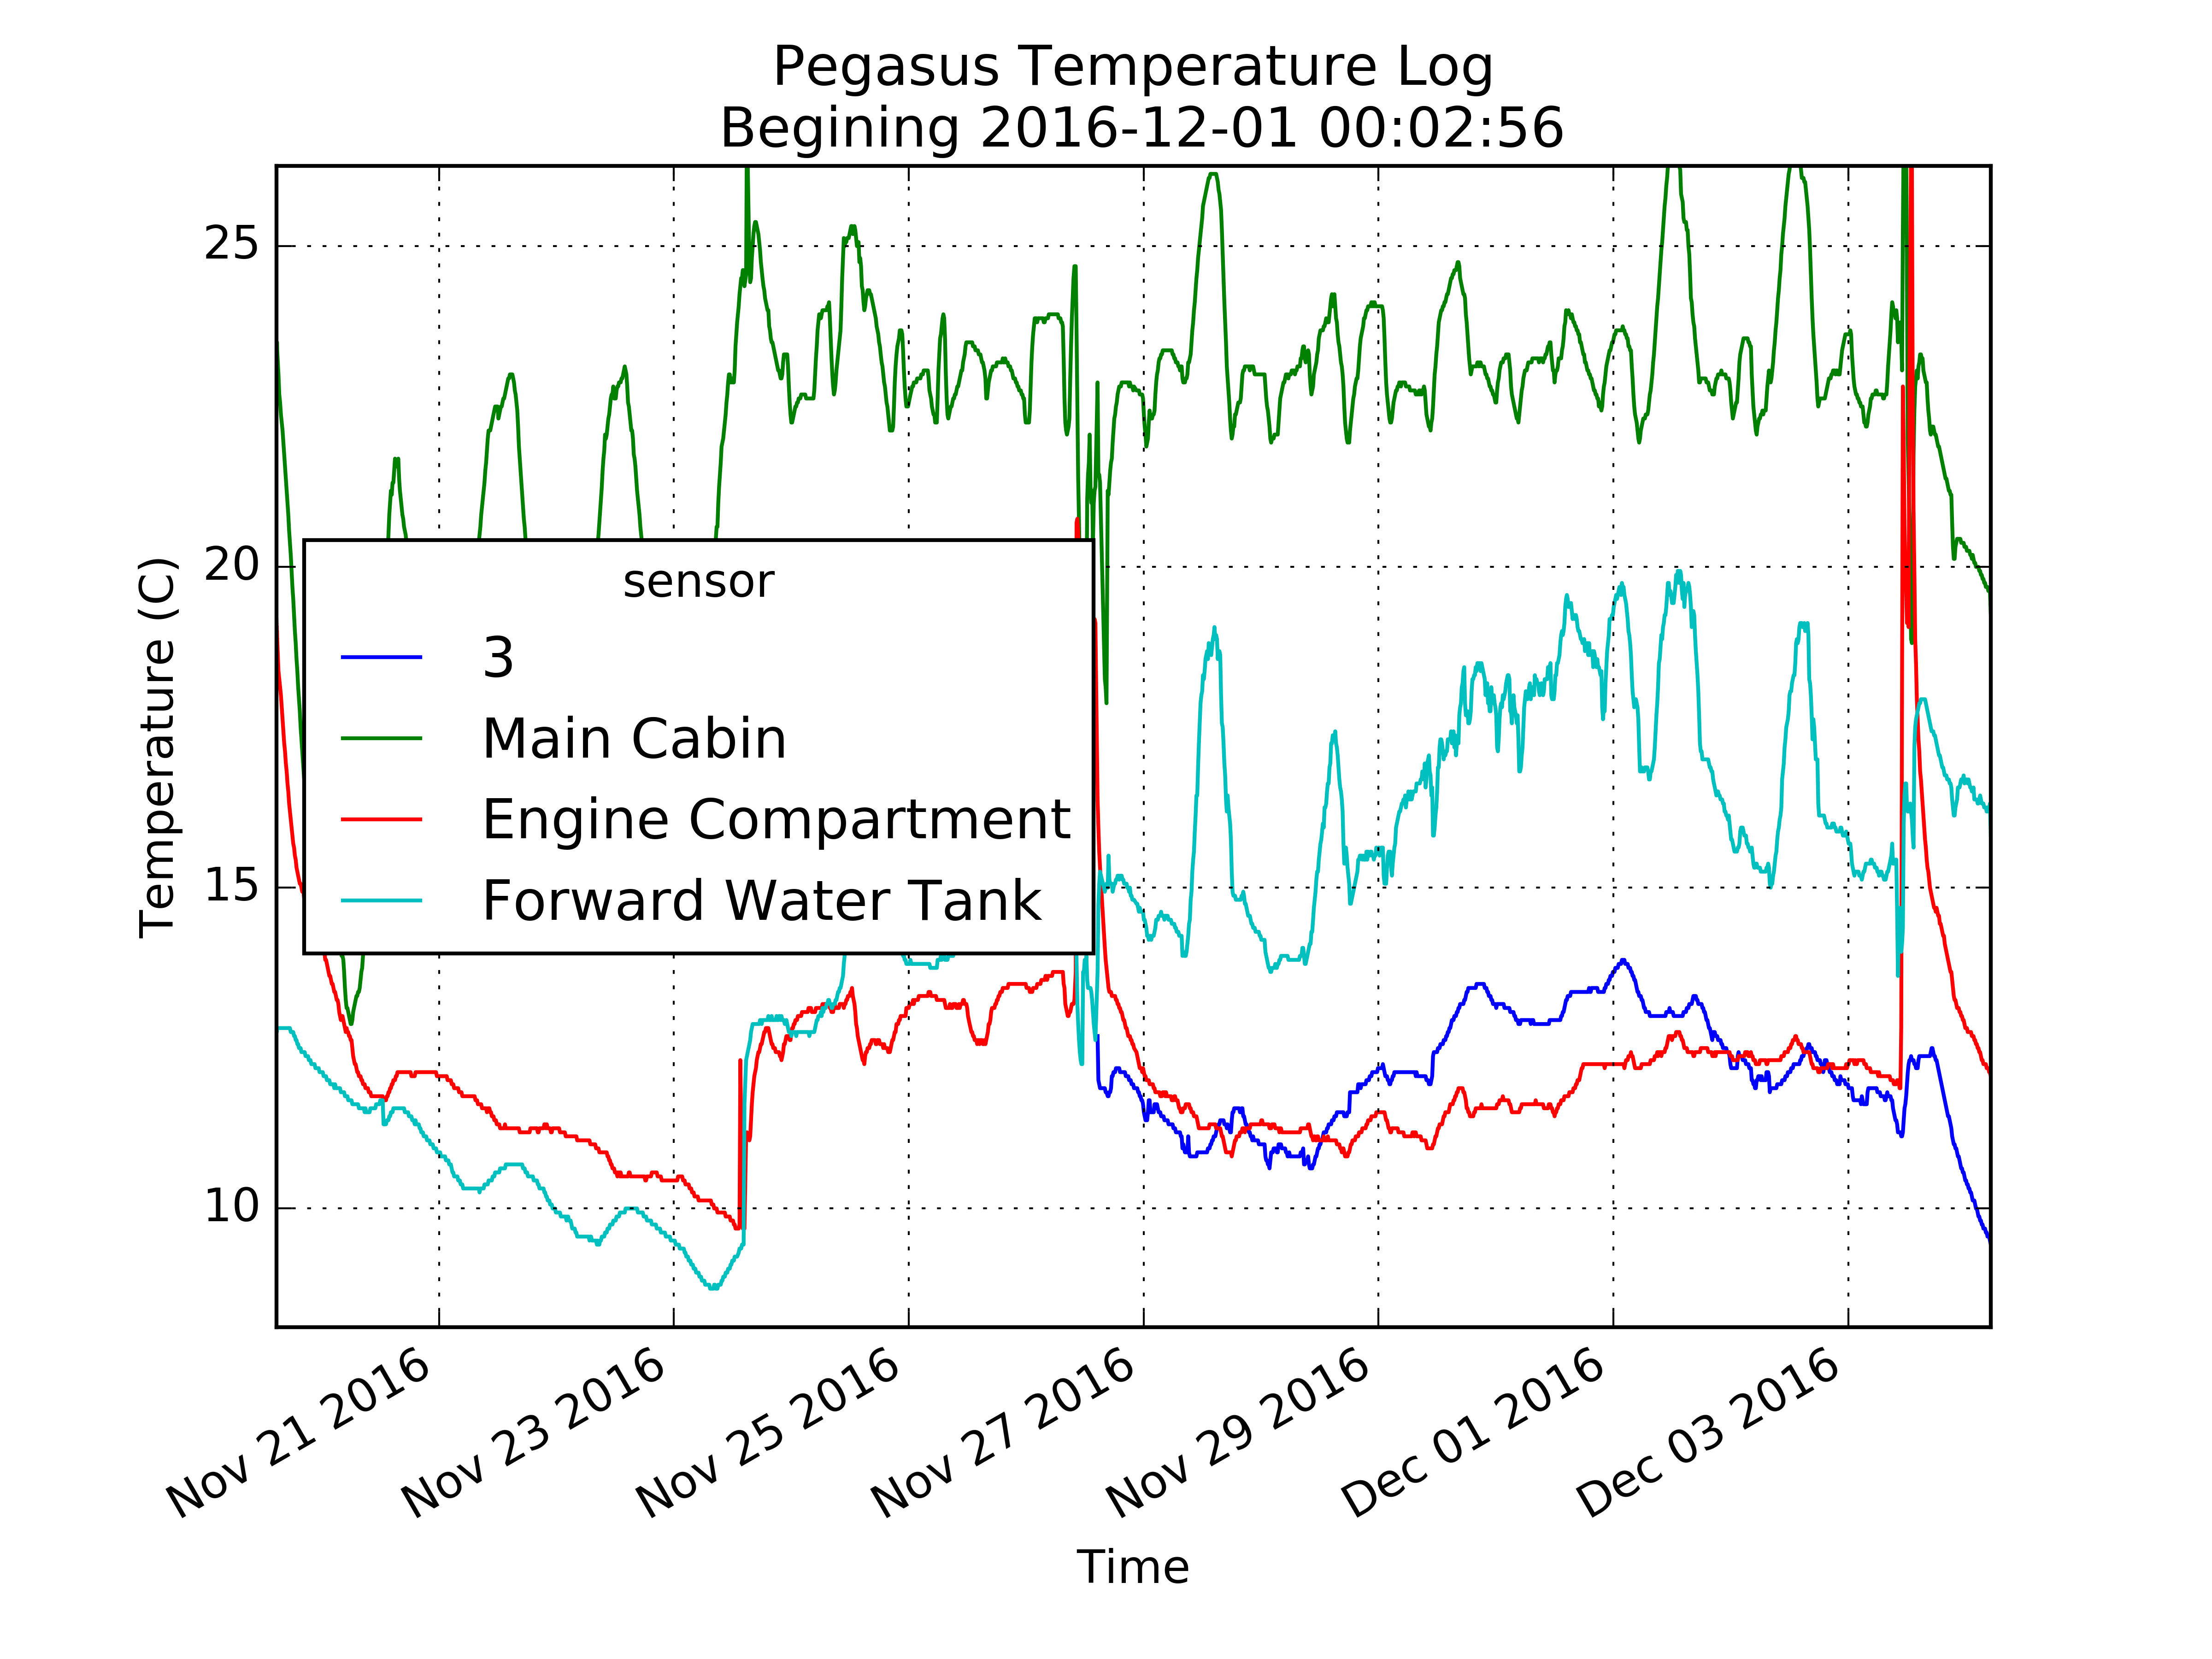 Pegasus Temperature Log
Begining 2016-12-01 00:02:56
Temperature (C)
25
20
15
10
sensor
3
Main Cabin
Engine Compartment
Forward Water Tank
Nov 21 2016
Nov 23 2016
Nov 25 2016
Nov 27 2016
Nov 29 2016
Dec 01 2016
Dec 03 2016
Time